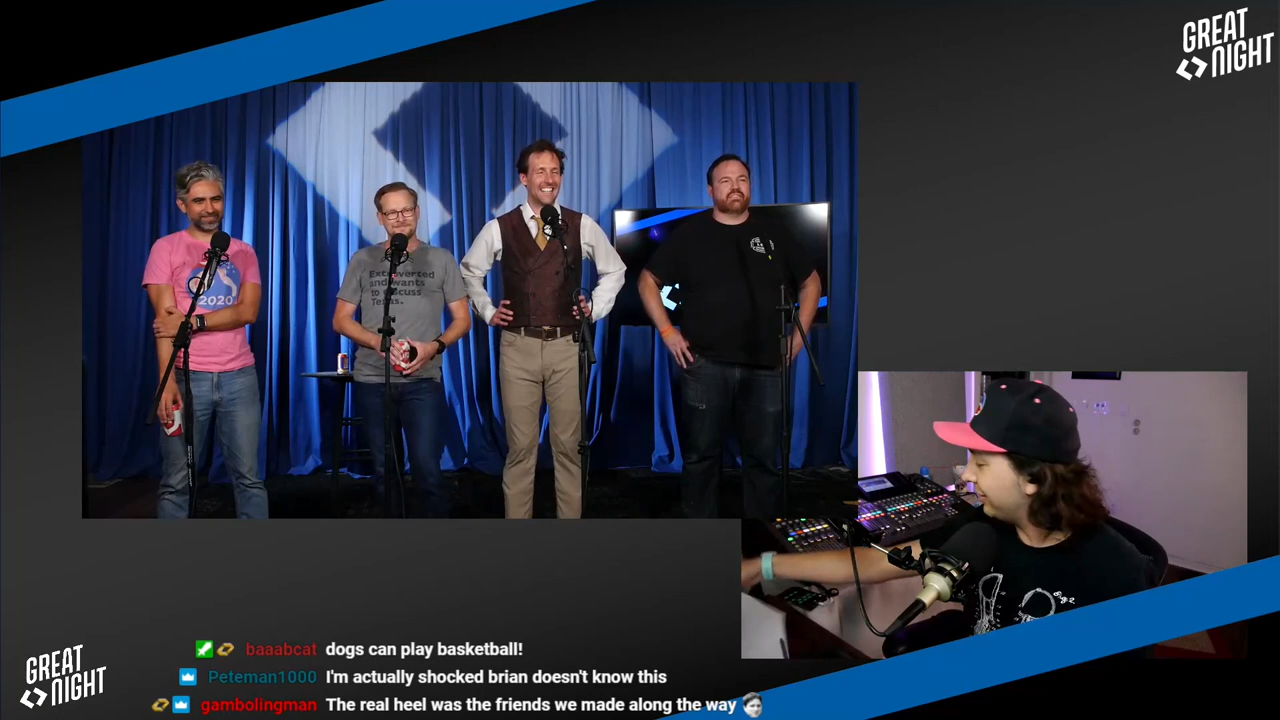 GREAT
NIGHT
2020
Extroverted
and wants
to discuss
Texas.
GREAT
NIGHT
baaabcat dogs can play basketball!
Peteman1000 I'm actually shocked brian doesn't know this
gambolingman The real heel was the friends we made along the way